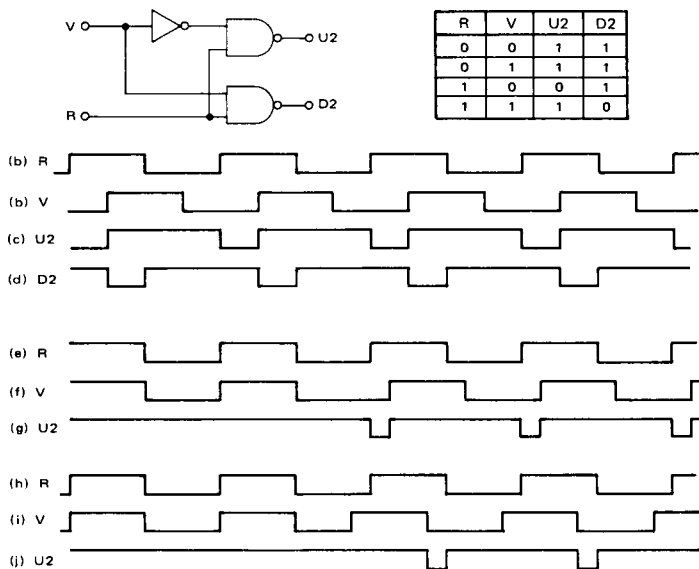 V
U2
R
D2
R V U2 D2
0 0 1 1
0 1 1 1
1 0 0 1
1 1 1 0
(b) R
(b) V
(c) U2
(d) D2
(e) R
(f) V
(g) U2
(h) R
(i) V
(j) U2